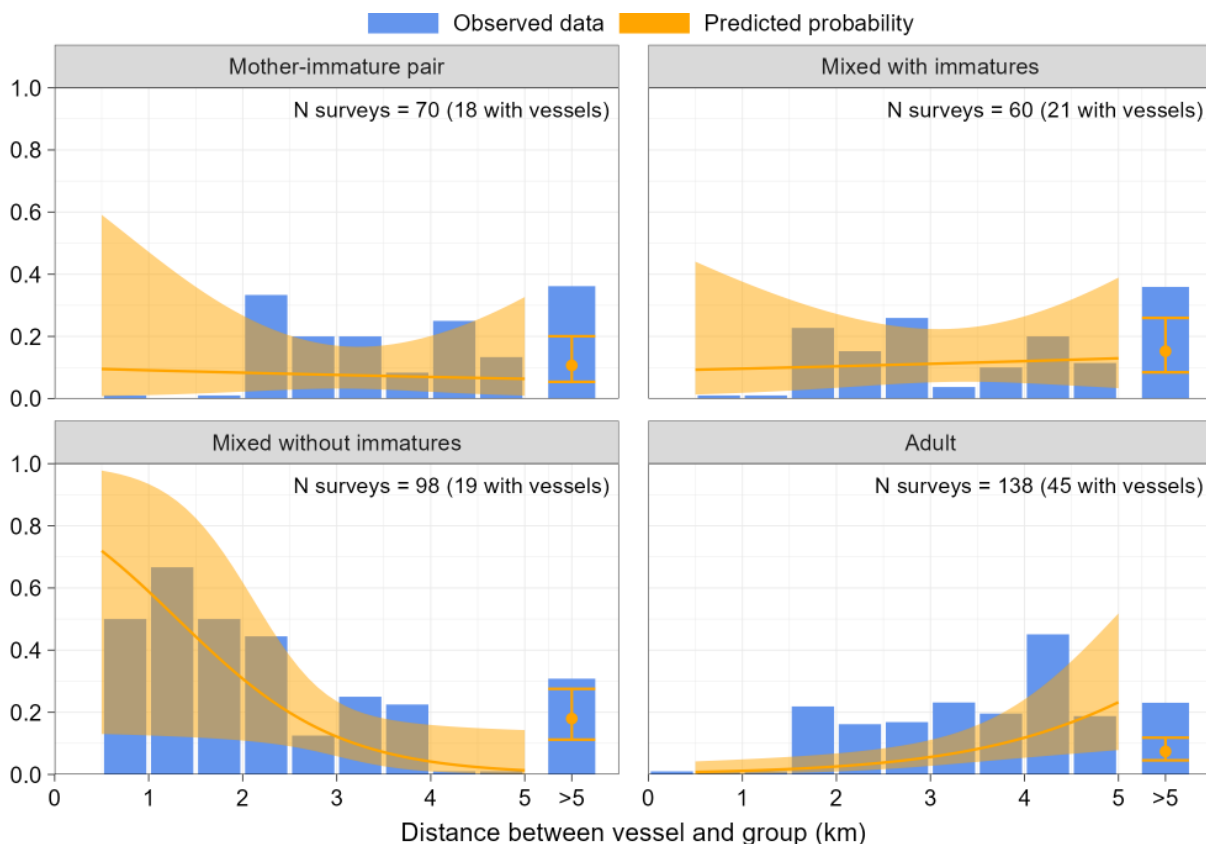 Observed data Predicted probability
Mother-immature pair Mixed with immatures
N surveys = 70 (18 with vessels) N surveys = 60 (21 with vessels)
1.0
0.8
0.6
0.4
0.2
0.0
Mixed without immatures Adult
N surveys = 98 (19 with vessels) N surveys = 138 (45 with vessels)
1.0
0.8
0.6
0.4
0.2
0.0
0 1 2 3 4 5 >5 0 1 2 3 4 5 >5
Distance between vessel and group (km)